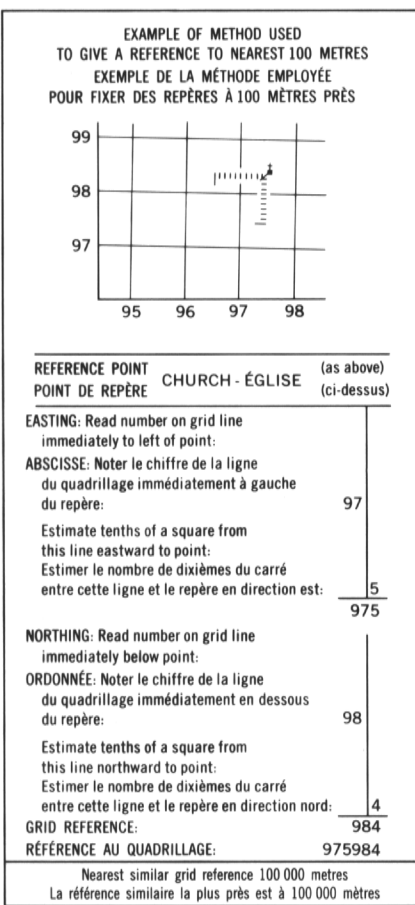 EXAMPLE OF METHOD USED
TO GIVE A REFERENCE TO NEAREST 100 METRES
EXEMPLE DE LA MÉTHODE EMPLOYÉE
POUR FIXER DES REPÈRES À 100 MÈTRES PRÈS
99
98
97
95 96 97 98
REFERENCE POINT
POINT DE REPÈRE
CHURCH - ÉGLISE
(as above)
(ci-dessus)
EASTING: Read number on grid line
immediately to left of point:
ABSCISSE: Noter le chiffre de la ligne
du quadrillage immédiatement à gauche
du repère: 97
Estimate tenths of a square from
this line eastward to point:
Estimer le nombre de dixièmes du carré
entre cette ligne et le repère en direction est: 5
975
NORTHING: Read number on grid line
immediately below point:
ORDONNÉE: Noter le chiffre de la ligne
du quadrillage immédiatement en dessous
du repère: 98
Estimate tenths of a square from
this line northward to point:
Estimer le nombre de dixièmes du carré
entre cette ligne et le repère en direction nord: 4
GRID REFERENCE: 984
RÉFÉRENCE AU QUADRILLAGE: 975984
Nearest similar grid reference 100 000 metres
La référence similaire la plus près est à 100 000 mètres